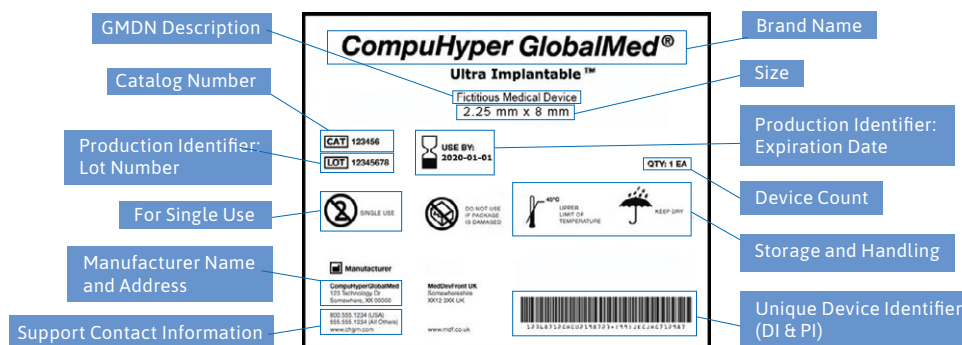 GMDN Description
Catalog Number
Production Identifier:
Lot Number
For Single Use
Manufacturer Name
and Address
Support Contact Information
CompuHyper GlobalMed®
Ultra Implantable™
Fictitious Medical Device
2.25 mm x 8 mm
CAT 123456
LOT 12345678
USE BY:
2020-01-01
QTY: 1 EA
2 SINGLE USE
DO NOT USE
IF PACKAGE
IS DAMAGED
40°C
UPPER
LIMIT OF
TEMPERATURE
KEEP DRY
Manufacturer
CompuHyperGlobalMed
123 Technology Dr
Somewhere, XX 00000
800.555.1234 (USA)
555.555.1234 (All Others)
www.chgm.com
MedDevFront UK
Somewhereshire
XX12 3XX UK
www.mdf.co.uk
Brand Name
Size
Production Identifier:
Expiration Date
Device Count
Storage and Handling
Unique Device Identifier
(DI & PI)